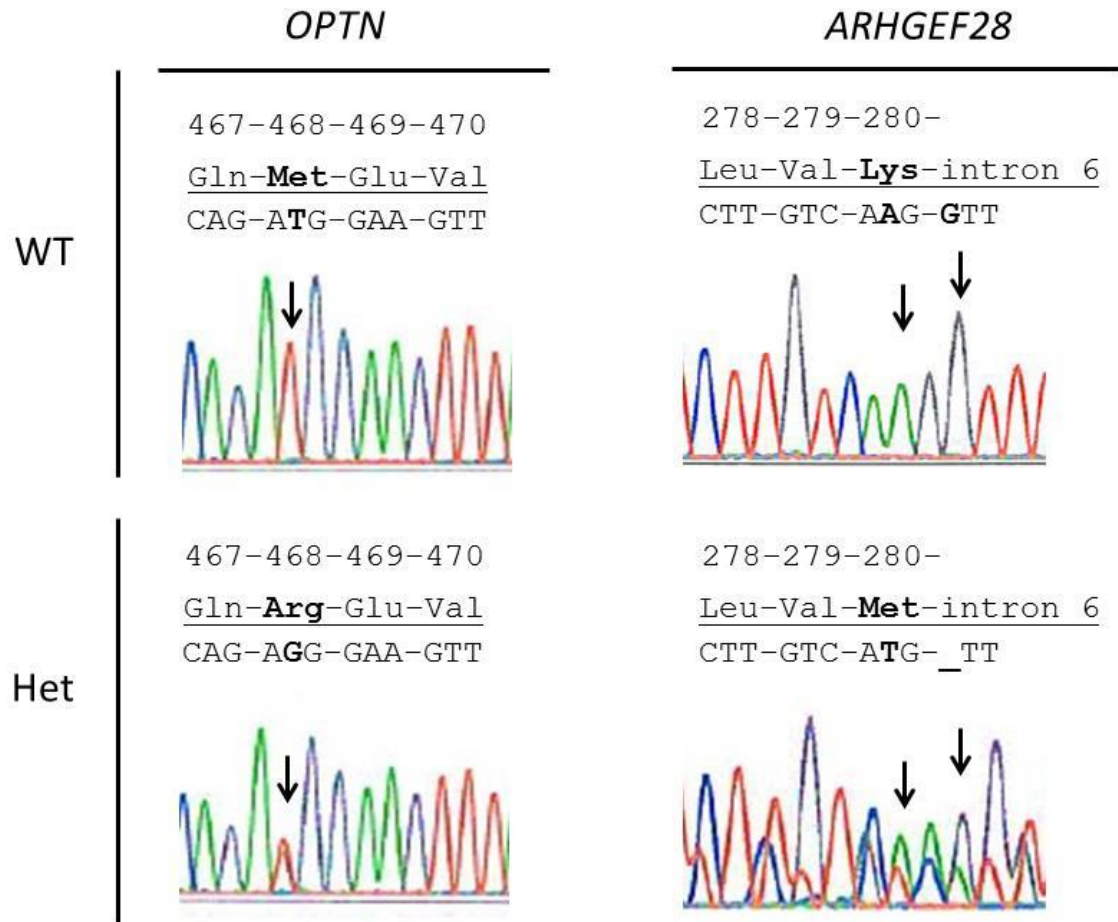 OPTN
ARHGEF28
WT
467-468-469-470
Gln-Met-Glu-Val
CAG-ATG-GAA-GTT
278-279-280-
Leu-Val-Lys-intron 6
CTT-GTC-AAG-GTT
Het
467-468-469-470
Gln-Arg-Glu-Val
CAG-AGG-GAA-GTT
278-279-280-
Leu-Val-Met-intron 6
CTT-GTC-ATG-_TT